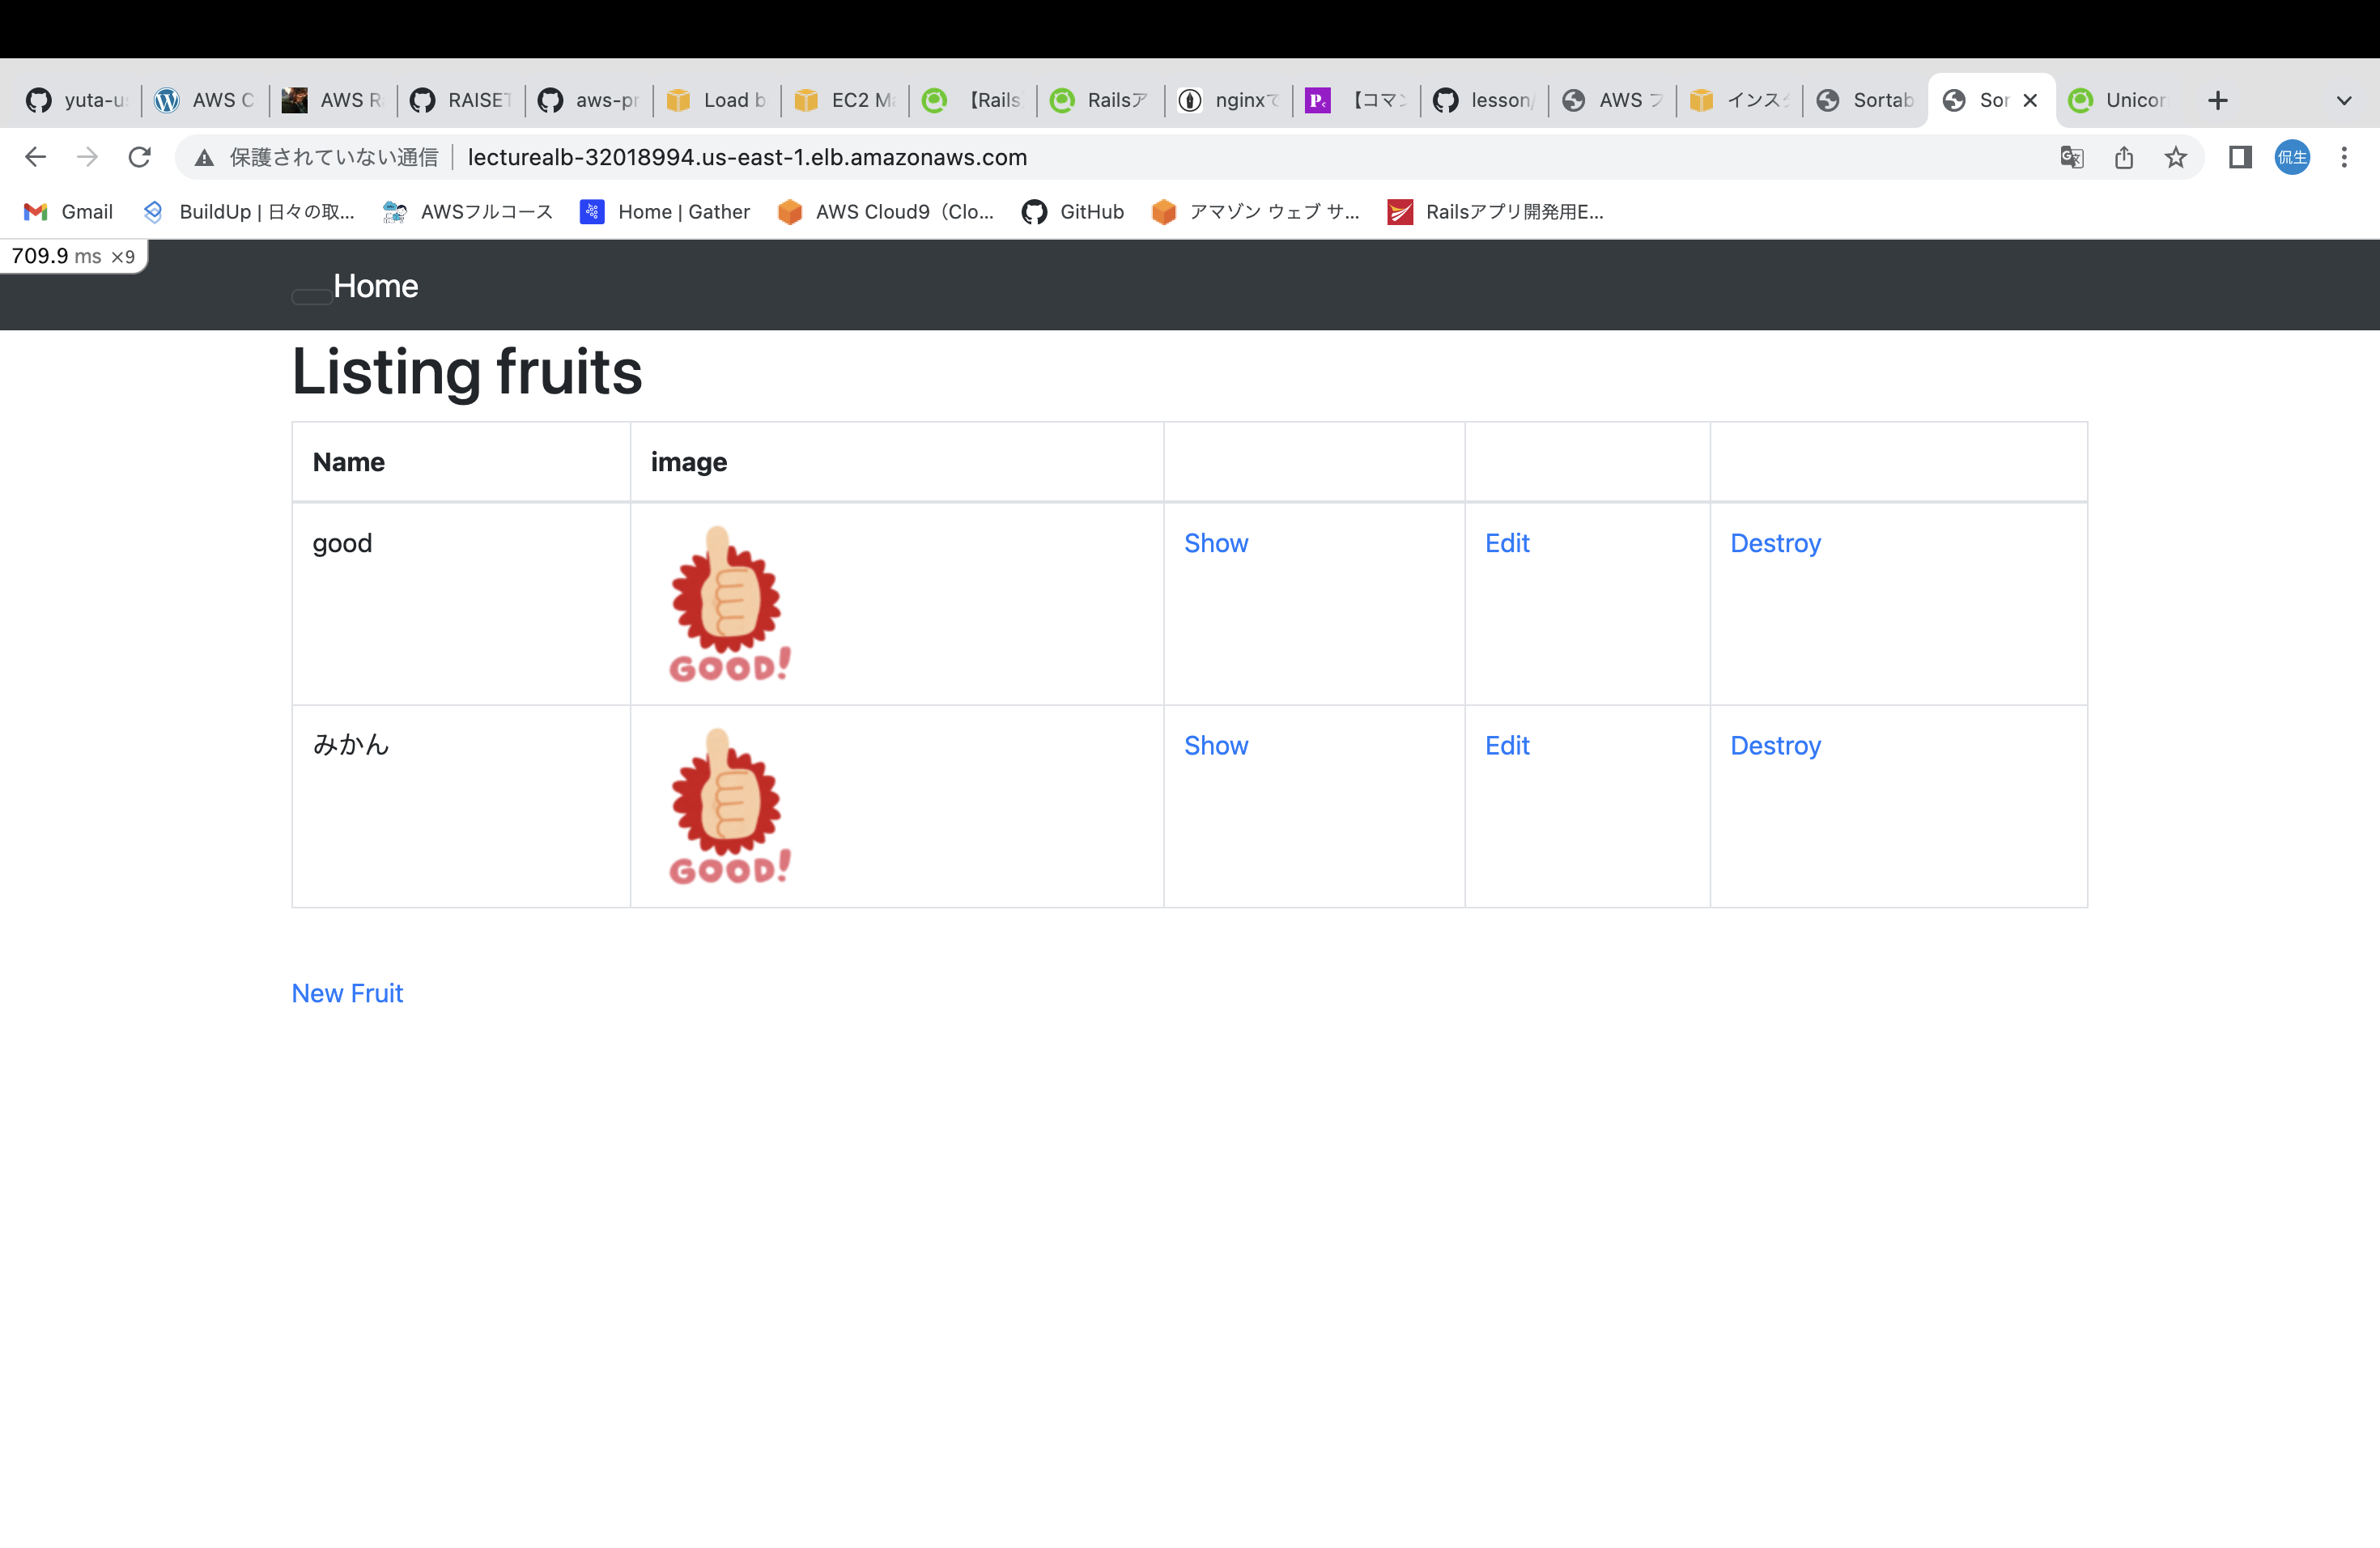 yuta-u AWS C AWS R RAISET aws-pr Load b EC2 Ma 【Rails Railsア nginxで 【コマン lesson/ AWS フ インスタ Sortab Sor Unicor
保護されていない通信 lecturealb-32018994.us-east-1.elb.amazonaws.com 侃生
Gmail BuildUp | 日々の取... AWSフルコース Home | Gather AWS Cloud9（Clo... GitHub アマゾン ウェブ サ... Railsアプリ開発用E...
709.9 ms ×9
Home
Listing fruits
Name image
good Show Edit Destroy
GOOD!
みかん Show Edit Destroy
GOOD!
New Fruit